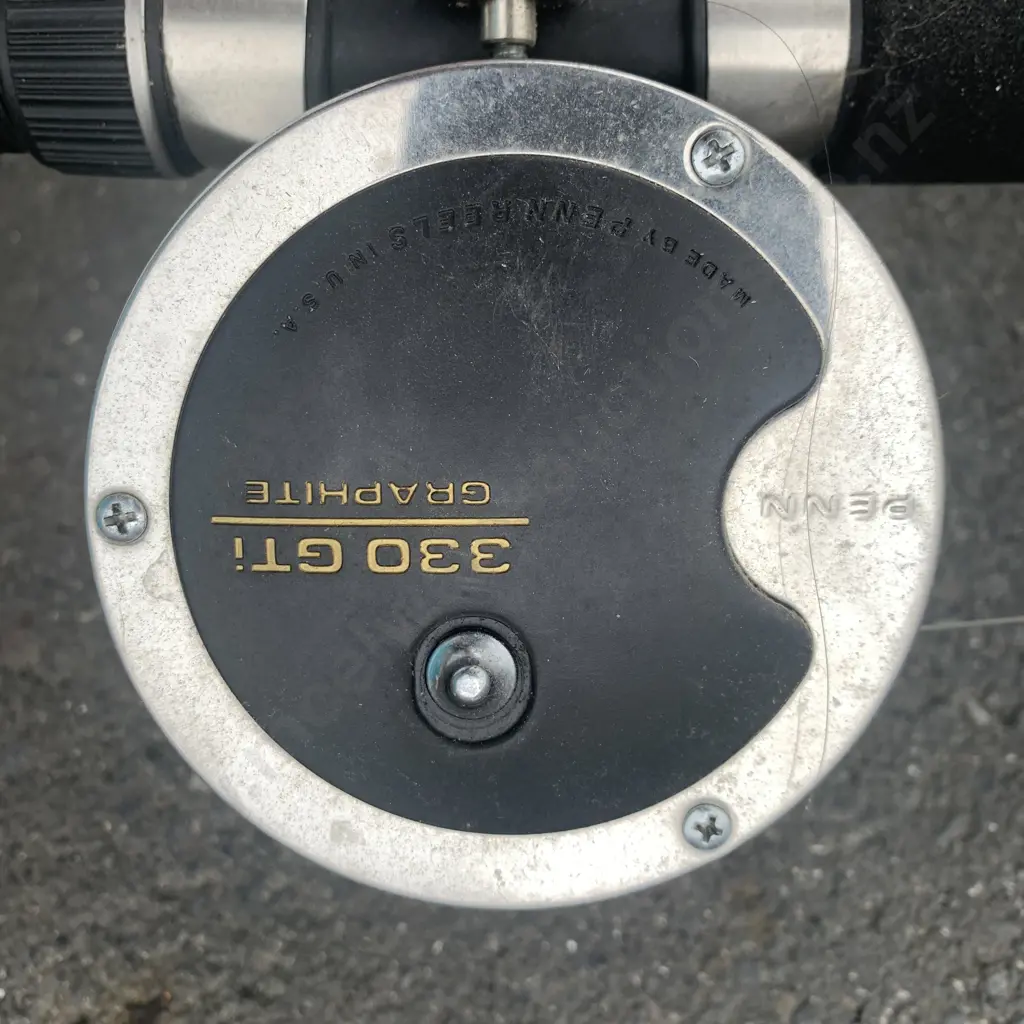 330 GTi
GRAPHITE
PENN
MADE BY PENN REELS IN U.S.A.